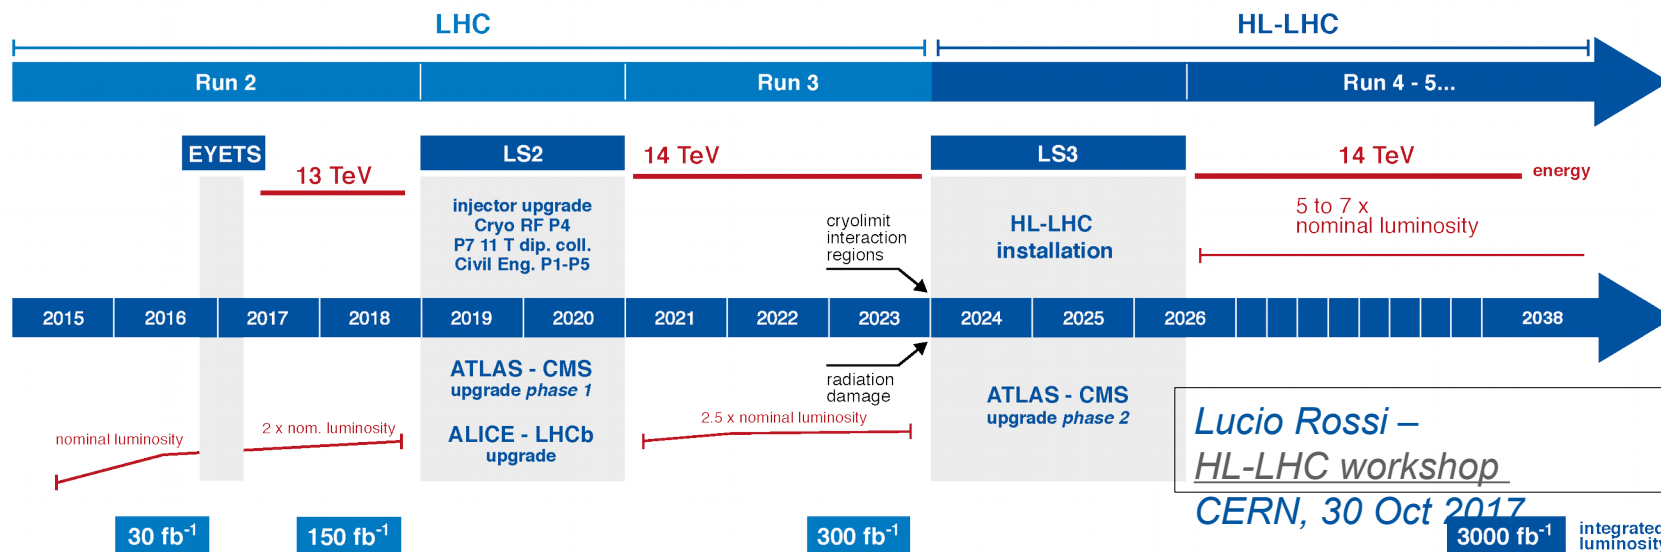 LHC
HL-LHC
Run 2
Run 3
Run 4 - 5...
EYETS
13 TeV
LS2
14 TeV
LS3
14 TeV
energy
injector upgrade
Cryo RF P4
P7 11 T dip. coll.
Civil Eng. P1-P5
cryolimit
interaction
regions
HL-LHC
installation
5 to 7 x
nominal luminosity
2015
2016
2017
2018
2019
2020
2021
2022
2023
2024
2025
2026
2038
ATLAS - CMS
upgrade phase 1
ALICE - LHCb
upgrade
radiation
damage
ATLAS - CMS
upgrade phase 2
nominal luminosity
2 x nom. luminosity
2.5 x nominal luminosity
Lucio Rossi –
HL-LHC workshop
CERN, 30 Oct 2017
30 fb-1
150 fb-1
300 fb-1
3000 fb-1
integrated
luminosity